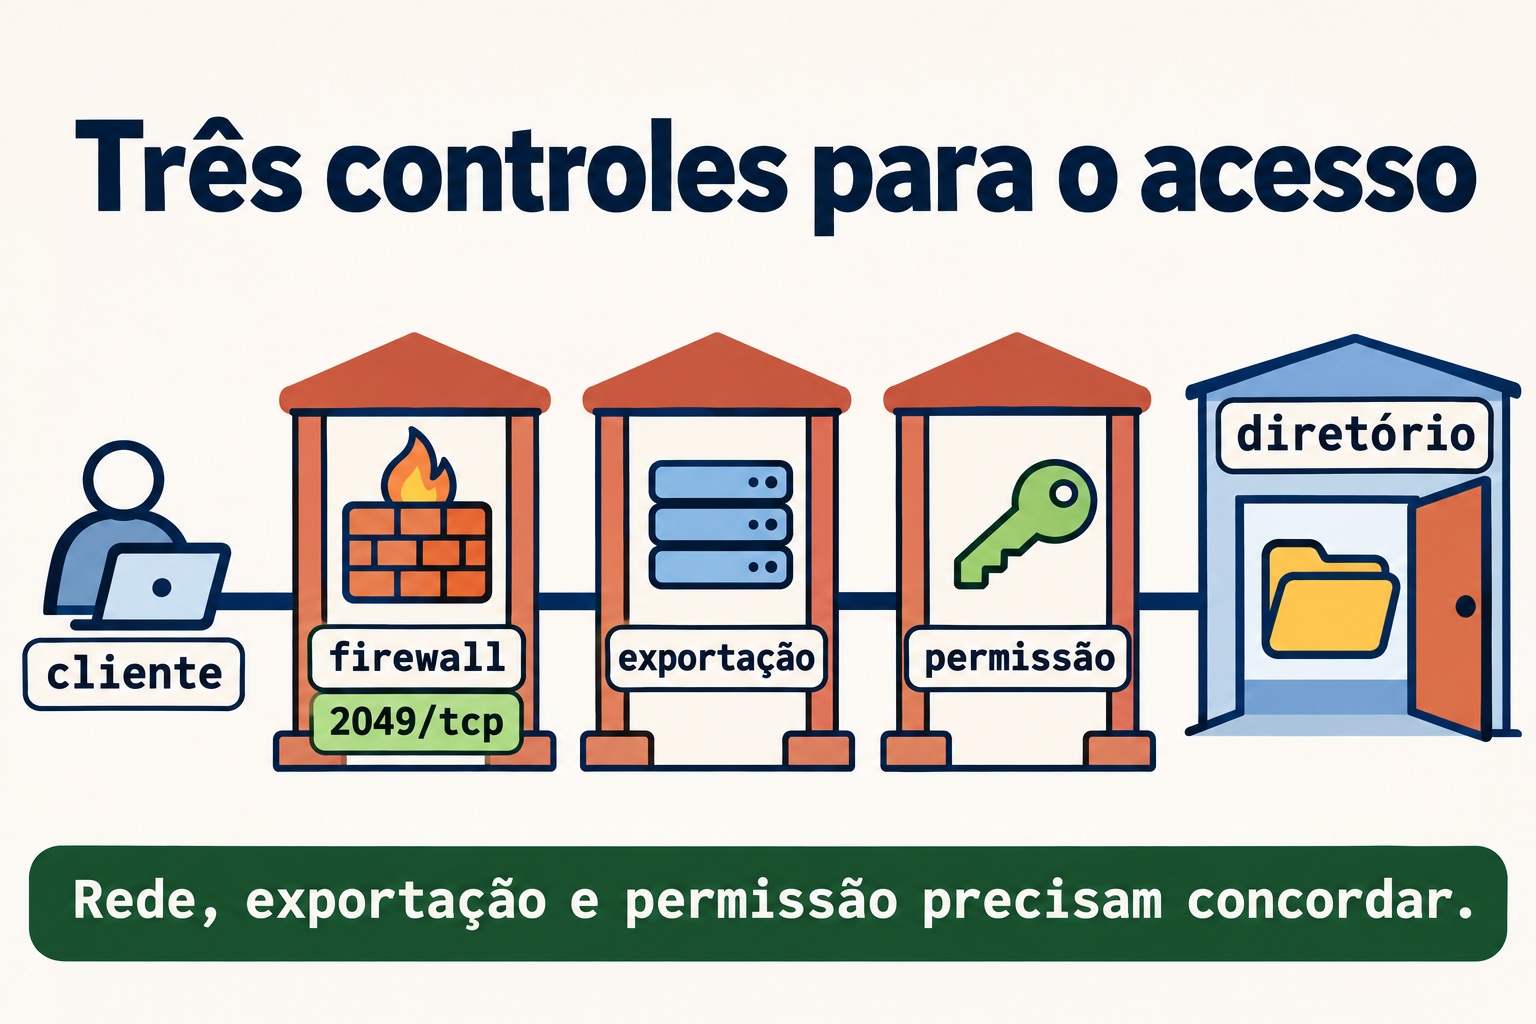 Três controles para o acesso
cliente
firewall
2049/tcp
exportação
permissão
diretório
Rede, exportação e permissão precisam concordar.